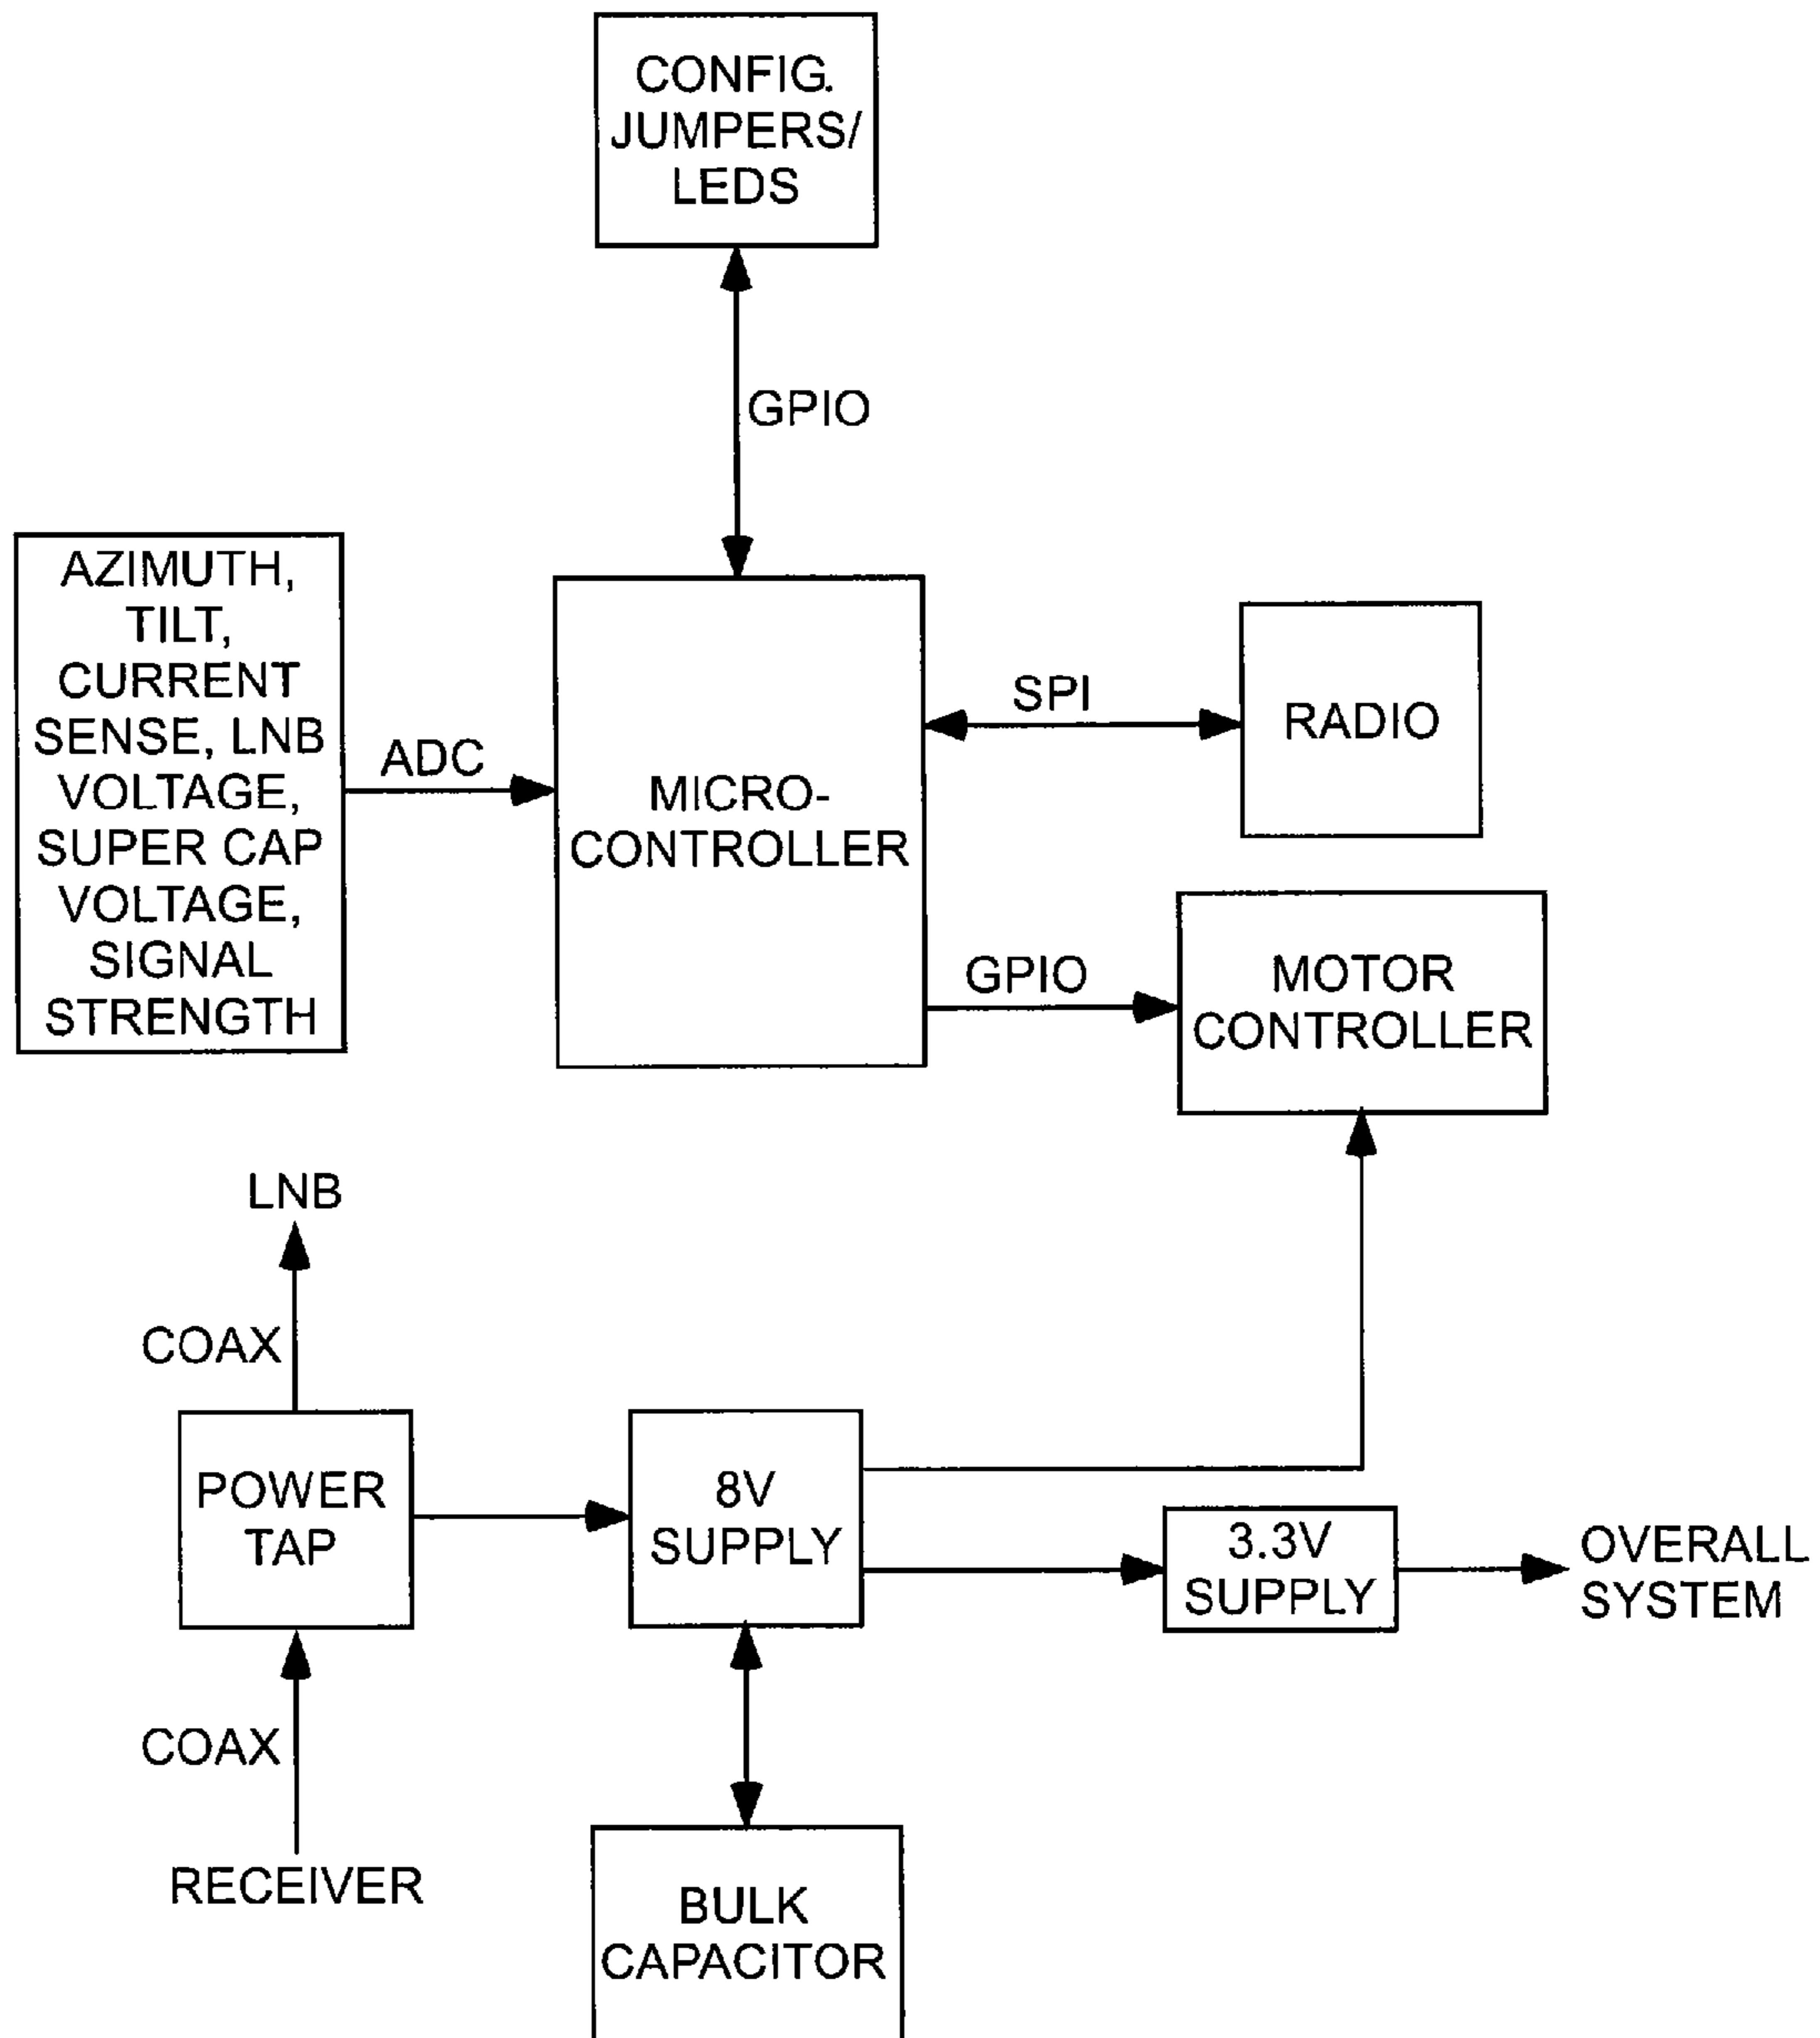 CONFIG.
JUMPERS/
LEDS
GPIO
AZIMUTH,
TILT,
CURRENT
SENSE, LNB
VOLTAGE,
SUPER CAP
VOLTAGE,
SIGNAL
STRENGTH
ADC
MICRO-
CONTROLLER
SPI
RADIO
GPIO
MOTOR
CONTROLLER
LNB
COAX
POWER
TAP
8V
SUPPLY
3.3V
SUPPLY
OVERALL
SYSTEM
COAX
RECEIVER
BULK
CAPACITOR